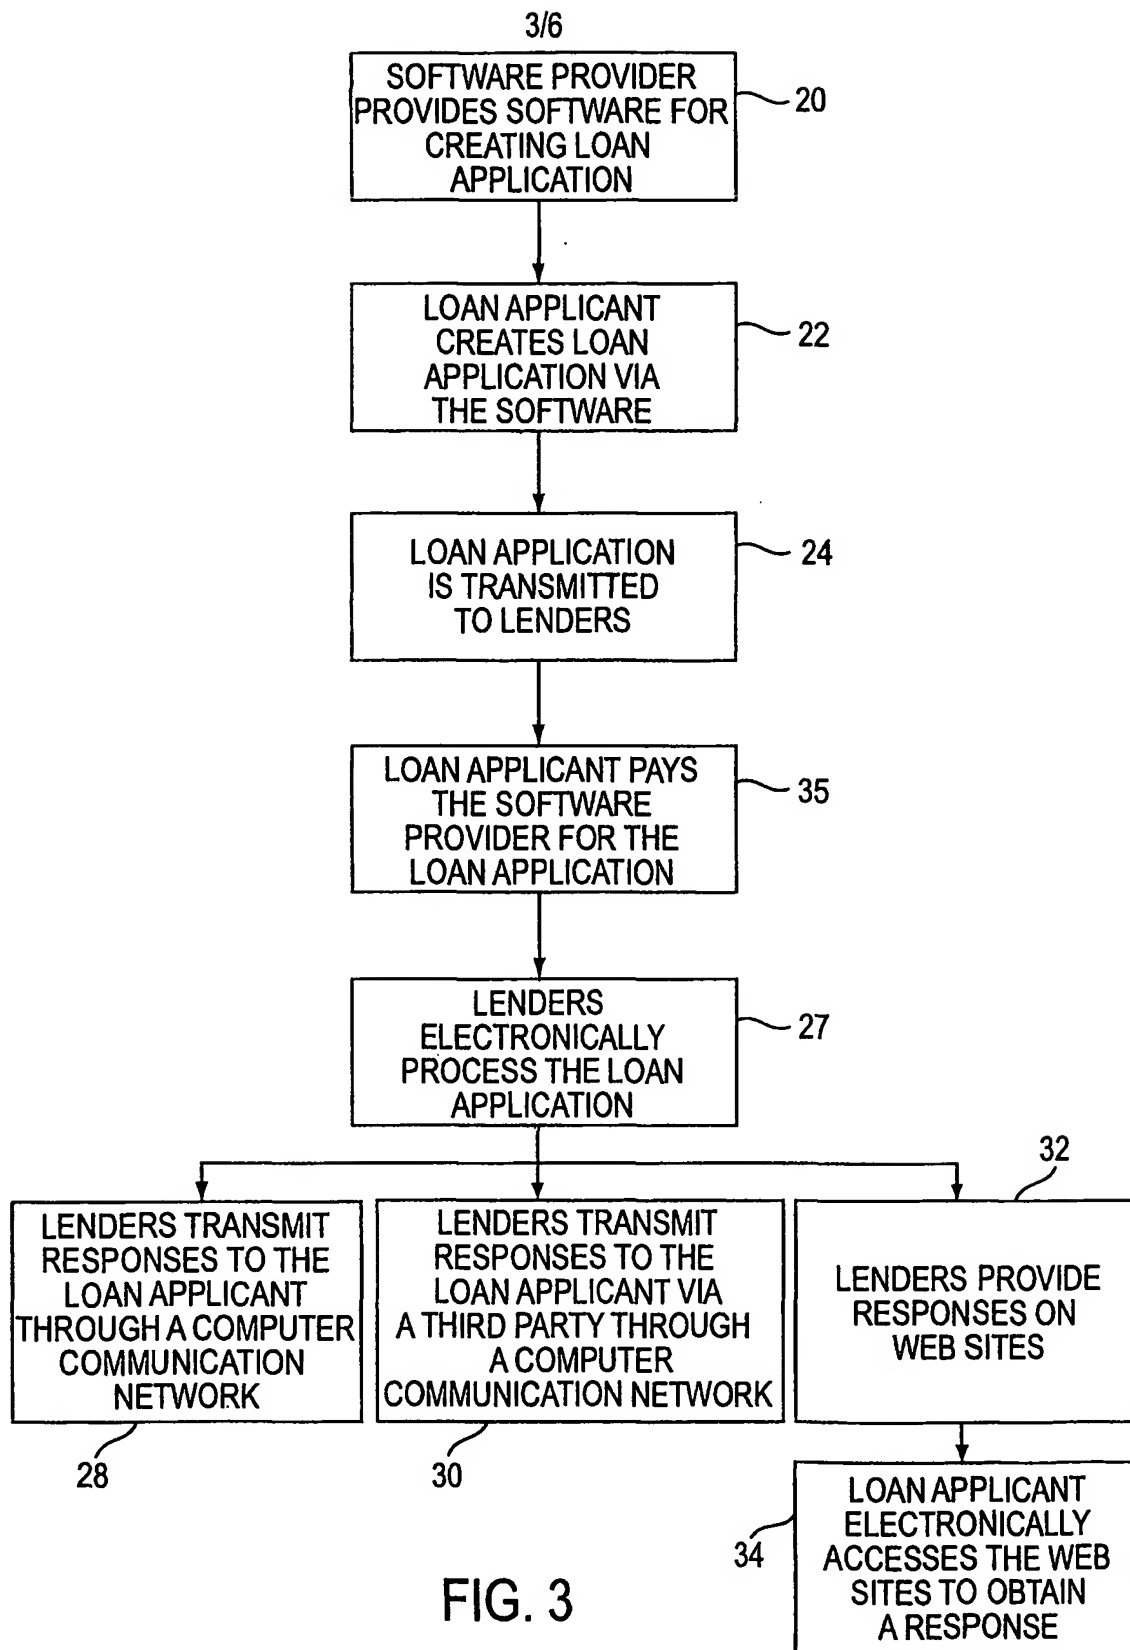 3/6
SOFTWARE PROVIDER
PROVIDES SOFTWARE FOR
CREATING LOAN
APPLICATION
20
LOAN APPLICANT
CREATES LOAN
APPLICATION VIA
THE SOFTWARE
22
LOAN APPLICATION
IS TRANSMITTED
TO LENDERS
24
LOAN APPLICANT PAYS
THE SOFTWARE
PROVIDER FOR THE
LOAN APPLICATION
35
LENDERS
ELECTRONICALLY
PROCESS THE LOAN
APPLICATION
27
LENDERS TRANSMIT
RESPONSES TO THE
LOAN APPLICANT
THROUGH A COMPUTER
COMMUNICATION
NETWORK
28
LENDERS TRANSMIT
RESPONSES TO THE
LOAN APPLICANT VIA
A THIRD PARTY THROUGH
A COMPUTER
COMMUNICATION NETWORK
30
32
LENDERS PROVIDE
RESPONSES ON
WEB SITES
34
LOAN APPLICANT
ELECTRONICALLY
ACCESSES THE WEB
SITES TO OBTAIN
A RESPONSE
FIG. 3